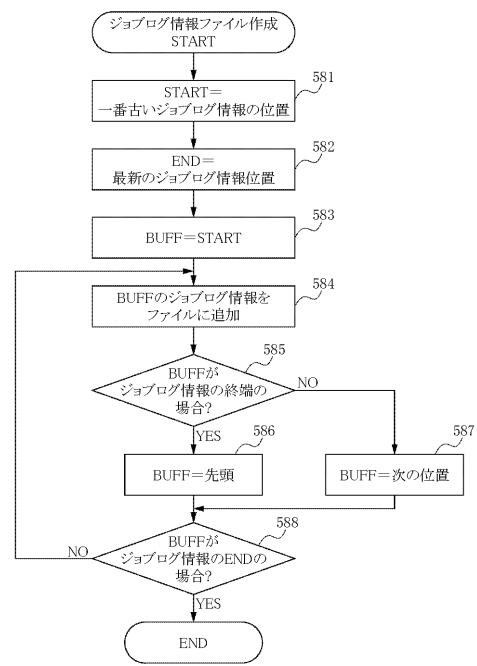 ジョブログ情報ファイル作成
START
581
START＝
一番古いジョブログ情報の位置
582
END＝
最新のジョブログ情報位置
583
BUFF＝START
584
BUFFのジョブログ情報を
ファイルに追加
585
BUFFが
ジョブログ情報の終端の
場合?
NO
YES
586
BUFF＝先頭
587
BUFF＝次の位置
588
BUFFが
ジョブログ情報のENDの
場合?
NO
YES
END